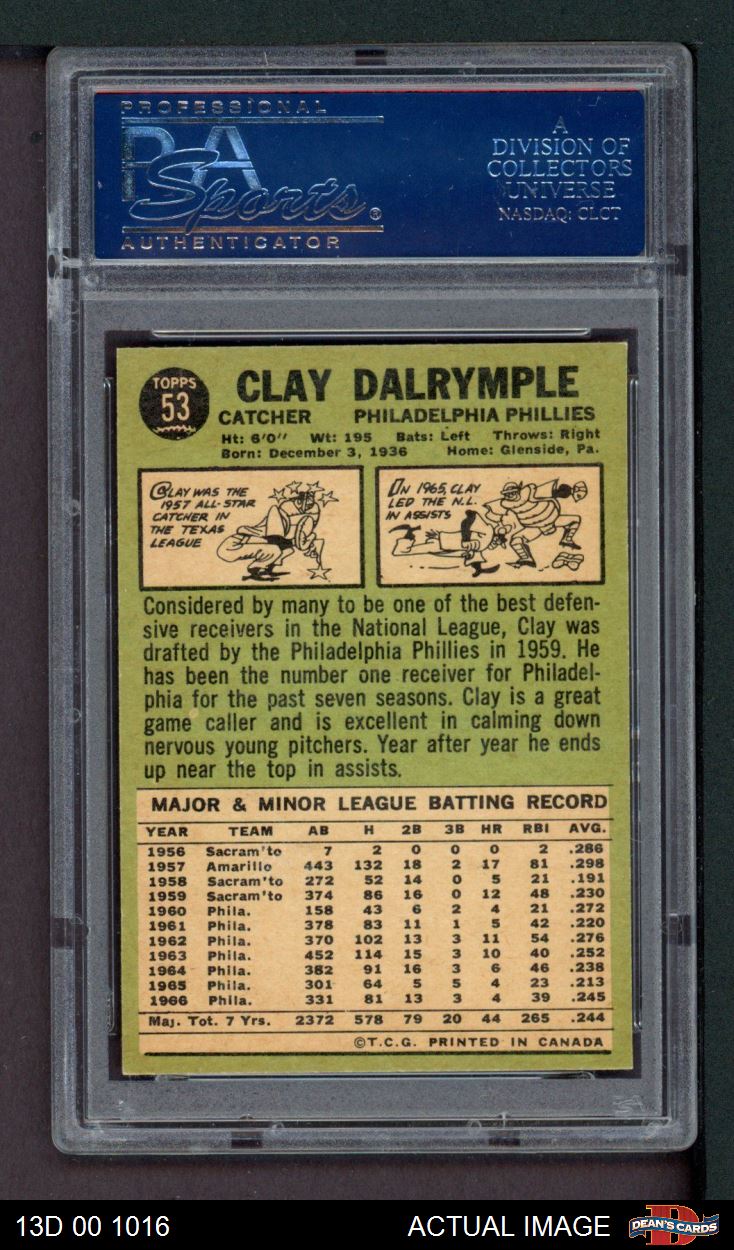 PROFESSIONAL
PSA
Sports®
AUTHENTICATOR
A
DIVISION OF
COLLECTORS
UNIVERSE
NASDAQ: CLCT
TOPPS
53
CLAY DALRYMPLE
CATCHER PHILADELPHIA PHILLIES
Ht: 6'0" Wt: 195 Bats: Left Throws: Right
Born: December 3, 1936 Home: Glenside, Pa.
CLAY WAS THE
1957 ALL-STAR
CATCHER IN
THE TEXAS
LEAGUE
IN 1965, CLAY
LED THE N.L.
IN ASSISTS
Considered by many to be one of the best defen-
sive receivers in the National League, Clay was
drafted by the Philadelphia Phillies in 1959. He
has been the number one receiver for Philadel-
phia for the past seven seasons. Clay is a great
game caller and is excellent in calming down
nervous young pitchers. Year after year he ends
up near the top in assists.
MAJOR & MINOR LEAGUE BATTING RECORD
YEAR TEAM AB H 2B 3B HR RBI AVG.
1956 Sacram'to 7 2 0 0 0 2 .286
1957 Amarillo 443 132 18 2 17 81 .298
1958 Sacram'to 272 52 14 0 5 21 .191
1959 Sacram'to 374 86 16 0 12 48 .230
1960 Phila. 158 43 6 2 4 21 .272
1961 Phila. 378 83 11 1 5 42 .220
1962 Phila. 370 102 13 3 11 54 .276
1963 Phila. 452 114 15 3 10 40 .252
1964 Phila. 382 91 16 3 6 46 .238
1965 Phila. 301 64 5 5 4 23 .213
1966 Phila. 331 81 13 3 4 39 .245
Maj. Tot. 7 Yrs. 2372 578 79 20 44 265 .244
©T.C.G. PRINTED IN CANADA
13D 00 1016 ACTUAL IMAGE DEAN'S CARDS